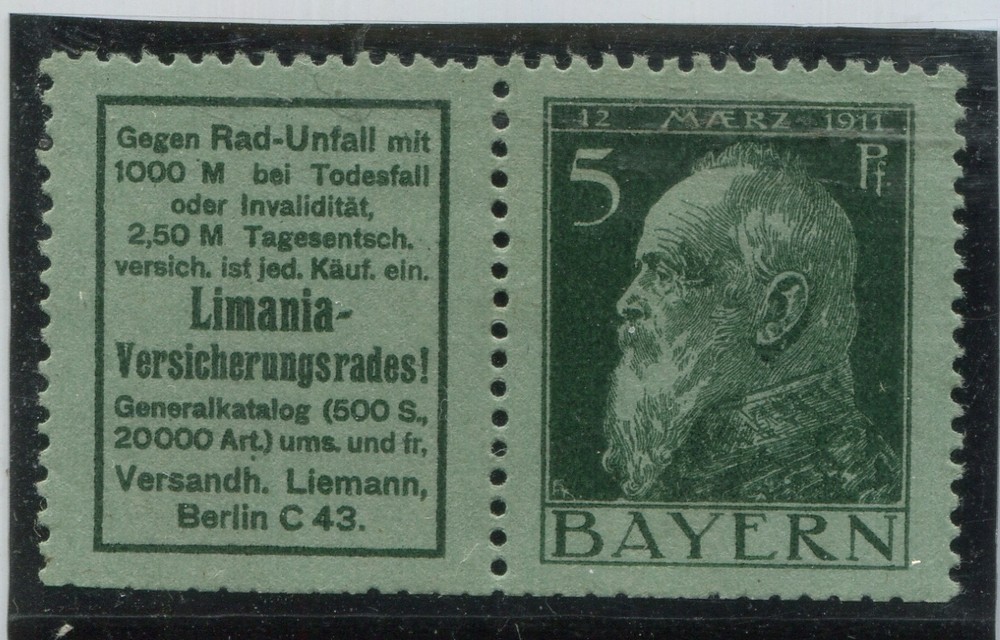 Gegen Rad-Unfall mit
1000 M bei Todesfall
oder Invalidität,
2,50 M Tagesentsch.
versich. ist jed. Käuf. ein.
Limania-
Versicherungsrades!
Generalkatalog (500 S.,
20000 Art.) ums. und fr,
Versandh. Liemann,
Berlin C 43.
12 MÆRZ 1911
5 Pf
BAYERN